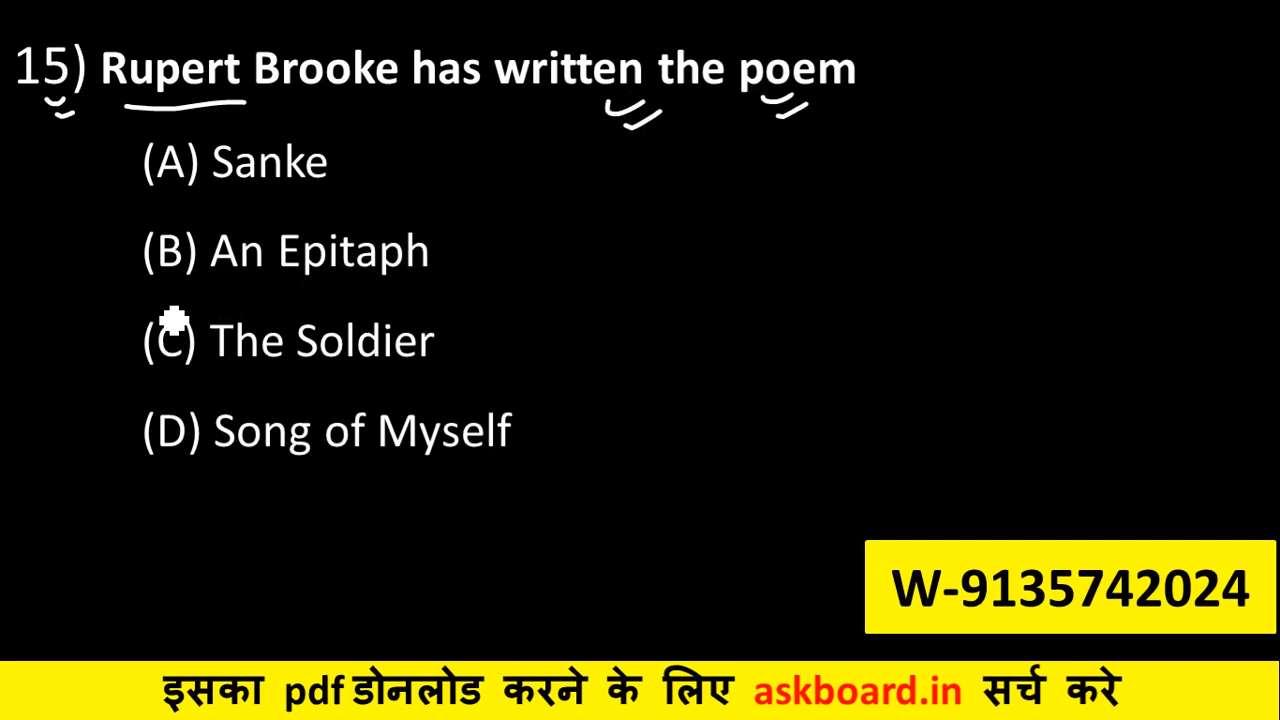 15) Rupert Brooke has written the poem
(A) Sanke
(B) An Epitaph
(C) The Soldier
(D) Song of Myself
W-9135742024
इसका pdf डोनलोड करने के लिए askboard.in सर्च करे